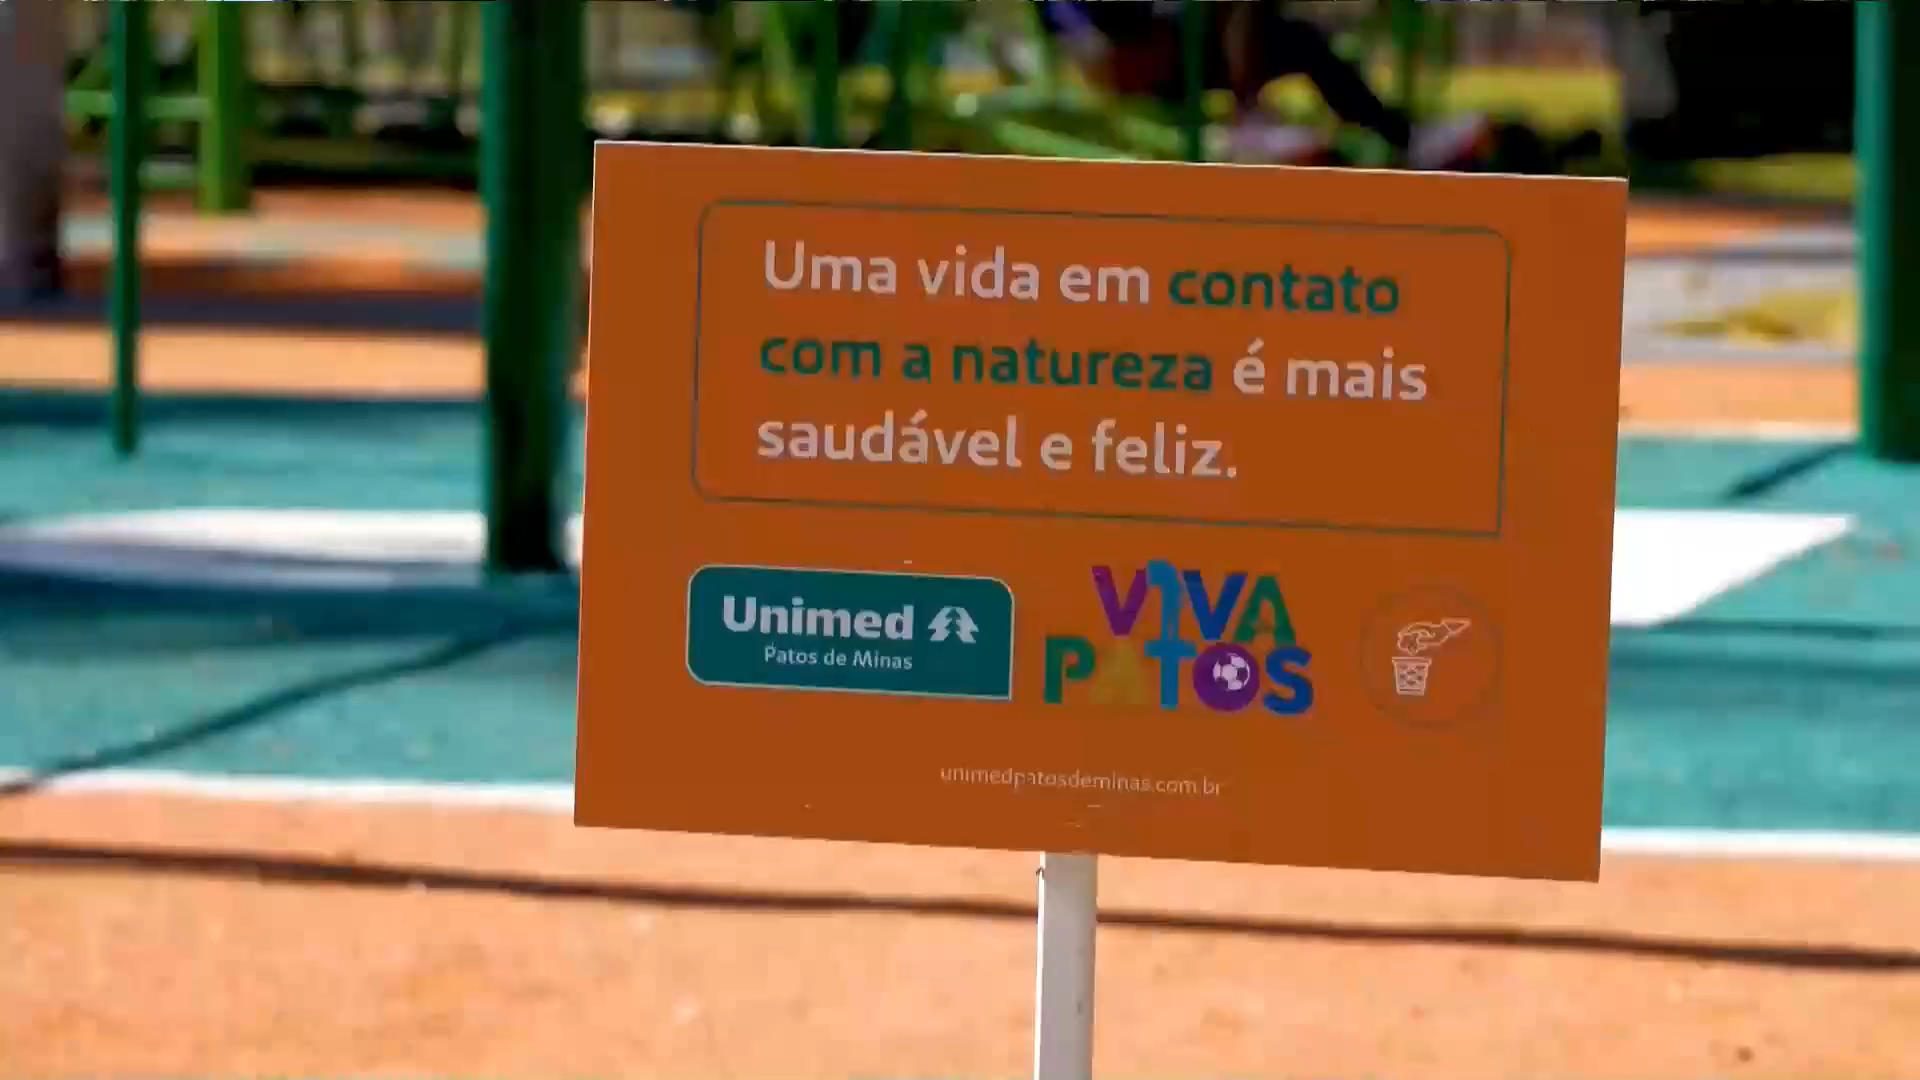 Uma vida em contato
com a natureza é mais
saudável e feliz.
Unimed
Patos de Minas
VIVA
PATOS
unimedpatosdeminas.com.br